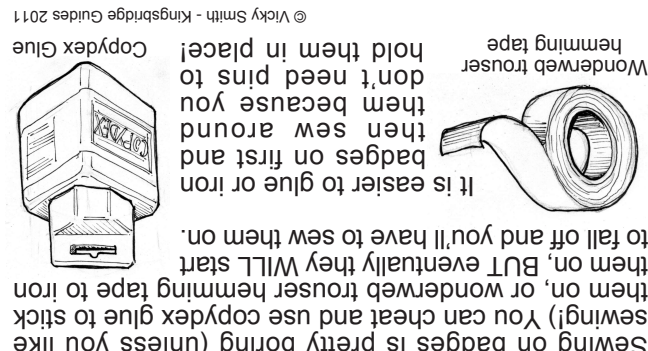 Sewing on badges is pretty boring (unless you like
sewing!) You can cheat and use copydex glue to stick
them on, or wonderweb trouser hemming tape to iron
them on, BUT eventually they WILL start
to fall off and you'll have to sew them on.
It is easier to glue or iron
badges on first and
then sew around
them because you
don't need pins to
hold them in place!
Wonderweb trouser
hemming tape
COPYDEX
Copydex Glue
© Vicky Smith - Kingsbridge Guides 2011